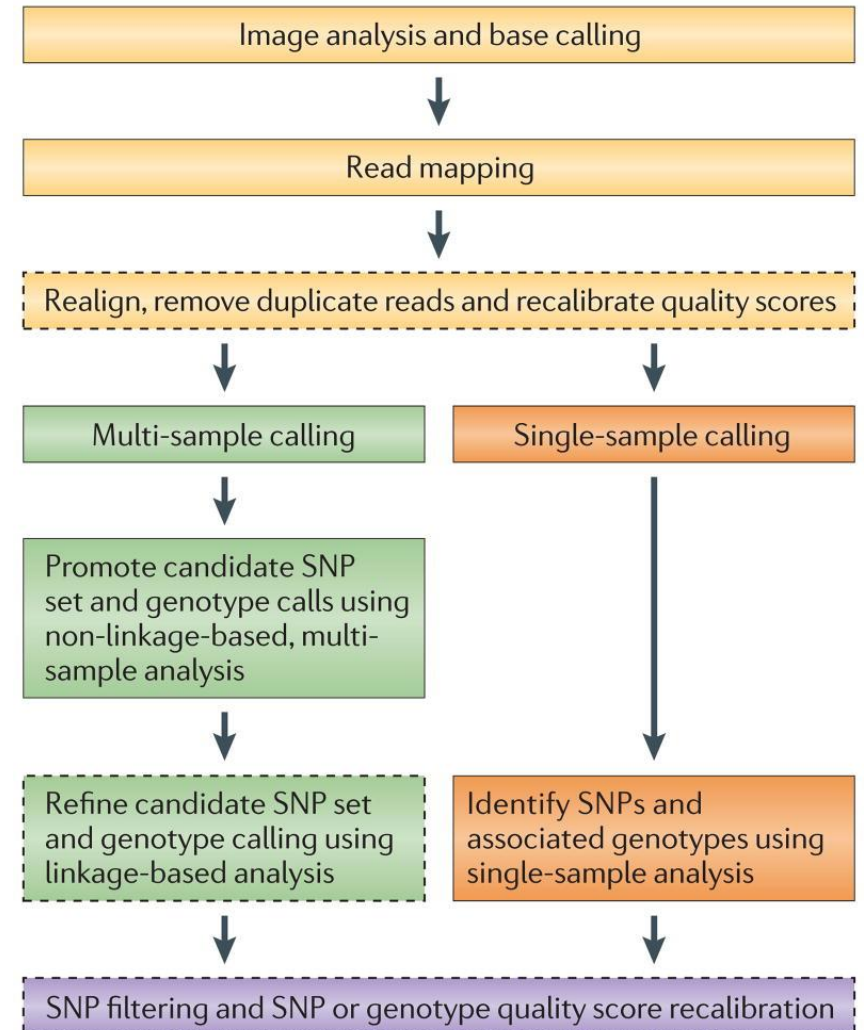 Image analysis and base calling
Read mapping
Realign, remove duplicate reads and recalibrate quality scores
Multi-sample calling
Single-sample calling
Promote candidate SNP
set and genotype calls using
non-linkage-based, multi-
sample analysis
Refine candidate SNP set
and genotype calling using
linkage-based analysis
Identify SNPs and
associated genotypes using
single-sample analysis
SNP filtering and SNP or genotype quality score recalibration